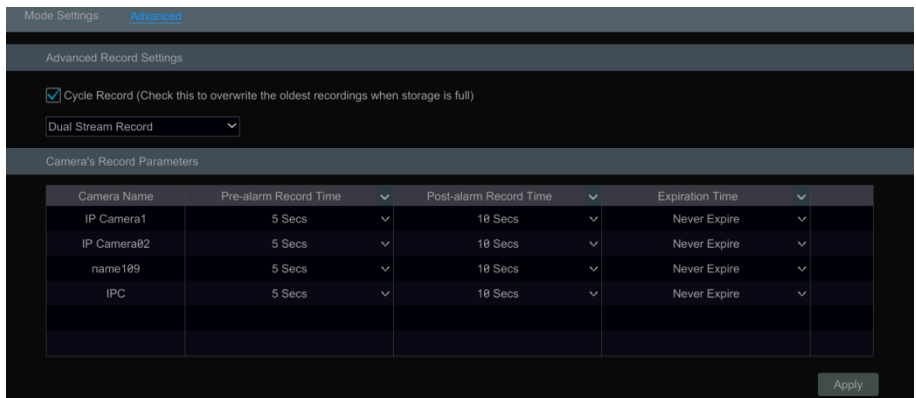 Mode Settings Advanced
Advanced Record Settings
Cycle Record (Check this to overwrite the oldest recordings when storage is full)
Dual Stream Record
Camera's Record Parameters
Camera Name Pre-alarm Record Time Post-alarm Record Time Expiration Time
IP Camera1 5 Secs 10 Secs Never Expire
IP Camera02 5 Secs 10 Secs Never Expire
name109 5 Secs 10 Secs Never Expire
IPC 5 Secs 10 Secs Never Expire
Apply